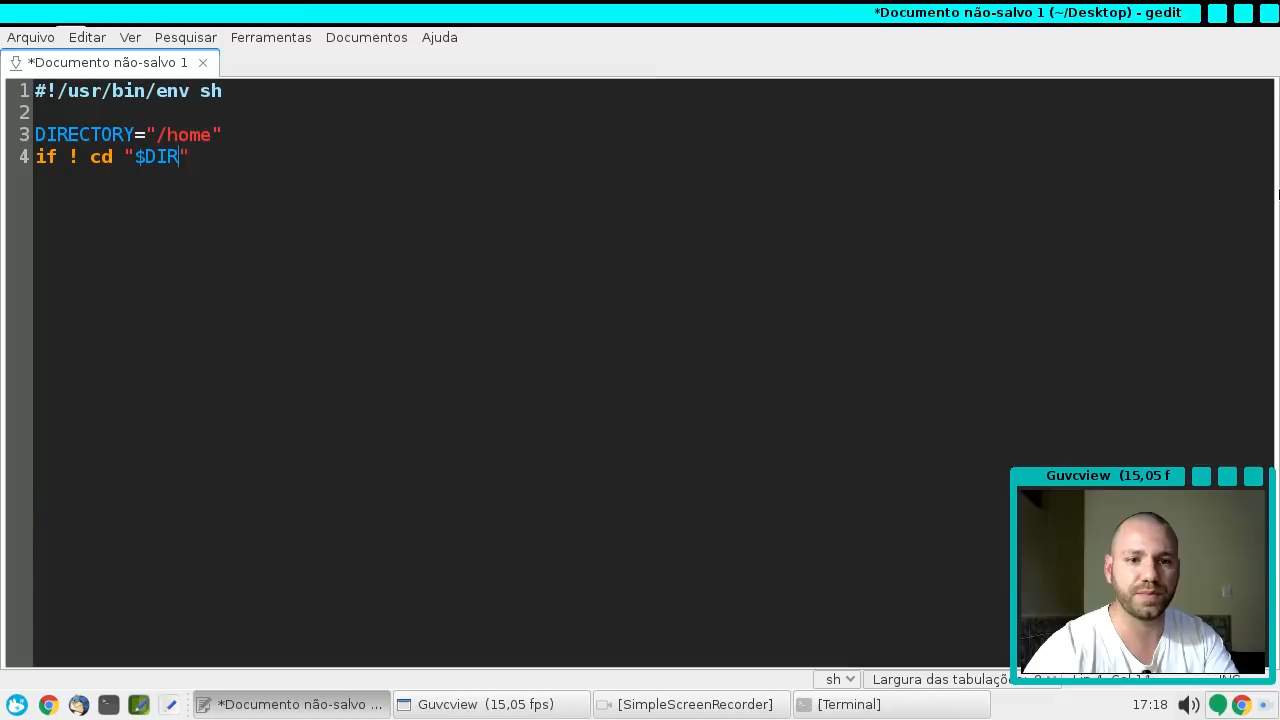 *Documento não-salvo 1 (~/Desktop) - gedit
Arquivo Editar Ver Pesquisar Ferramentas Documentos Ajuda
*Documento não-salvo 1 ×
1 #!/usr/bin/env sh
2
3 DIRECTORY="/home"
4 if ! cd "$DIR"
Guvcview (15,05 f
sh Largura das tabulaçõ
*Documento não-salvo ... Guvcview (15,05 fps) [SimpleScreenRecorder] [Terminal] 17:18